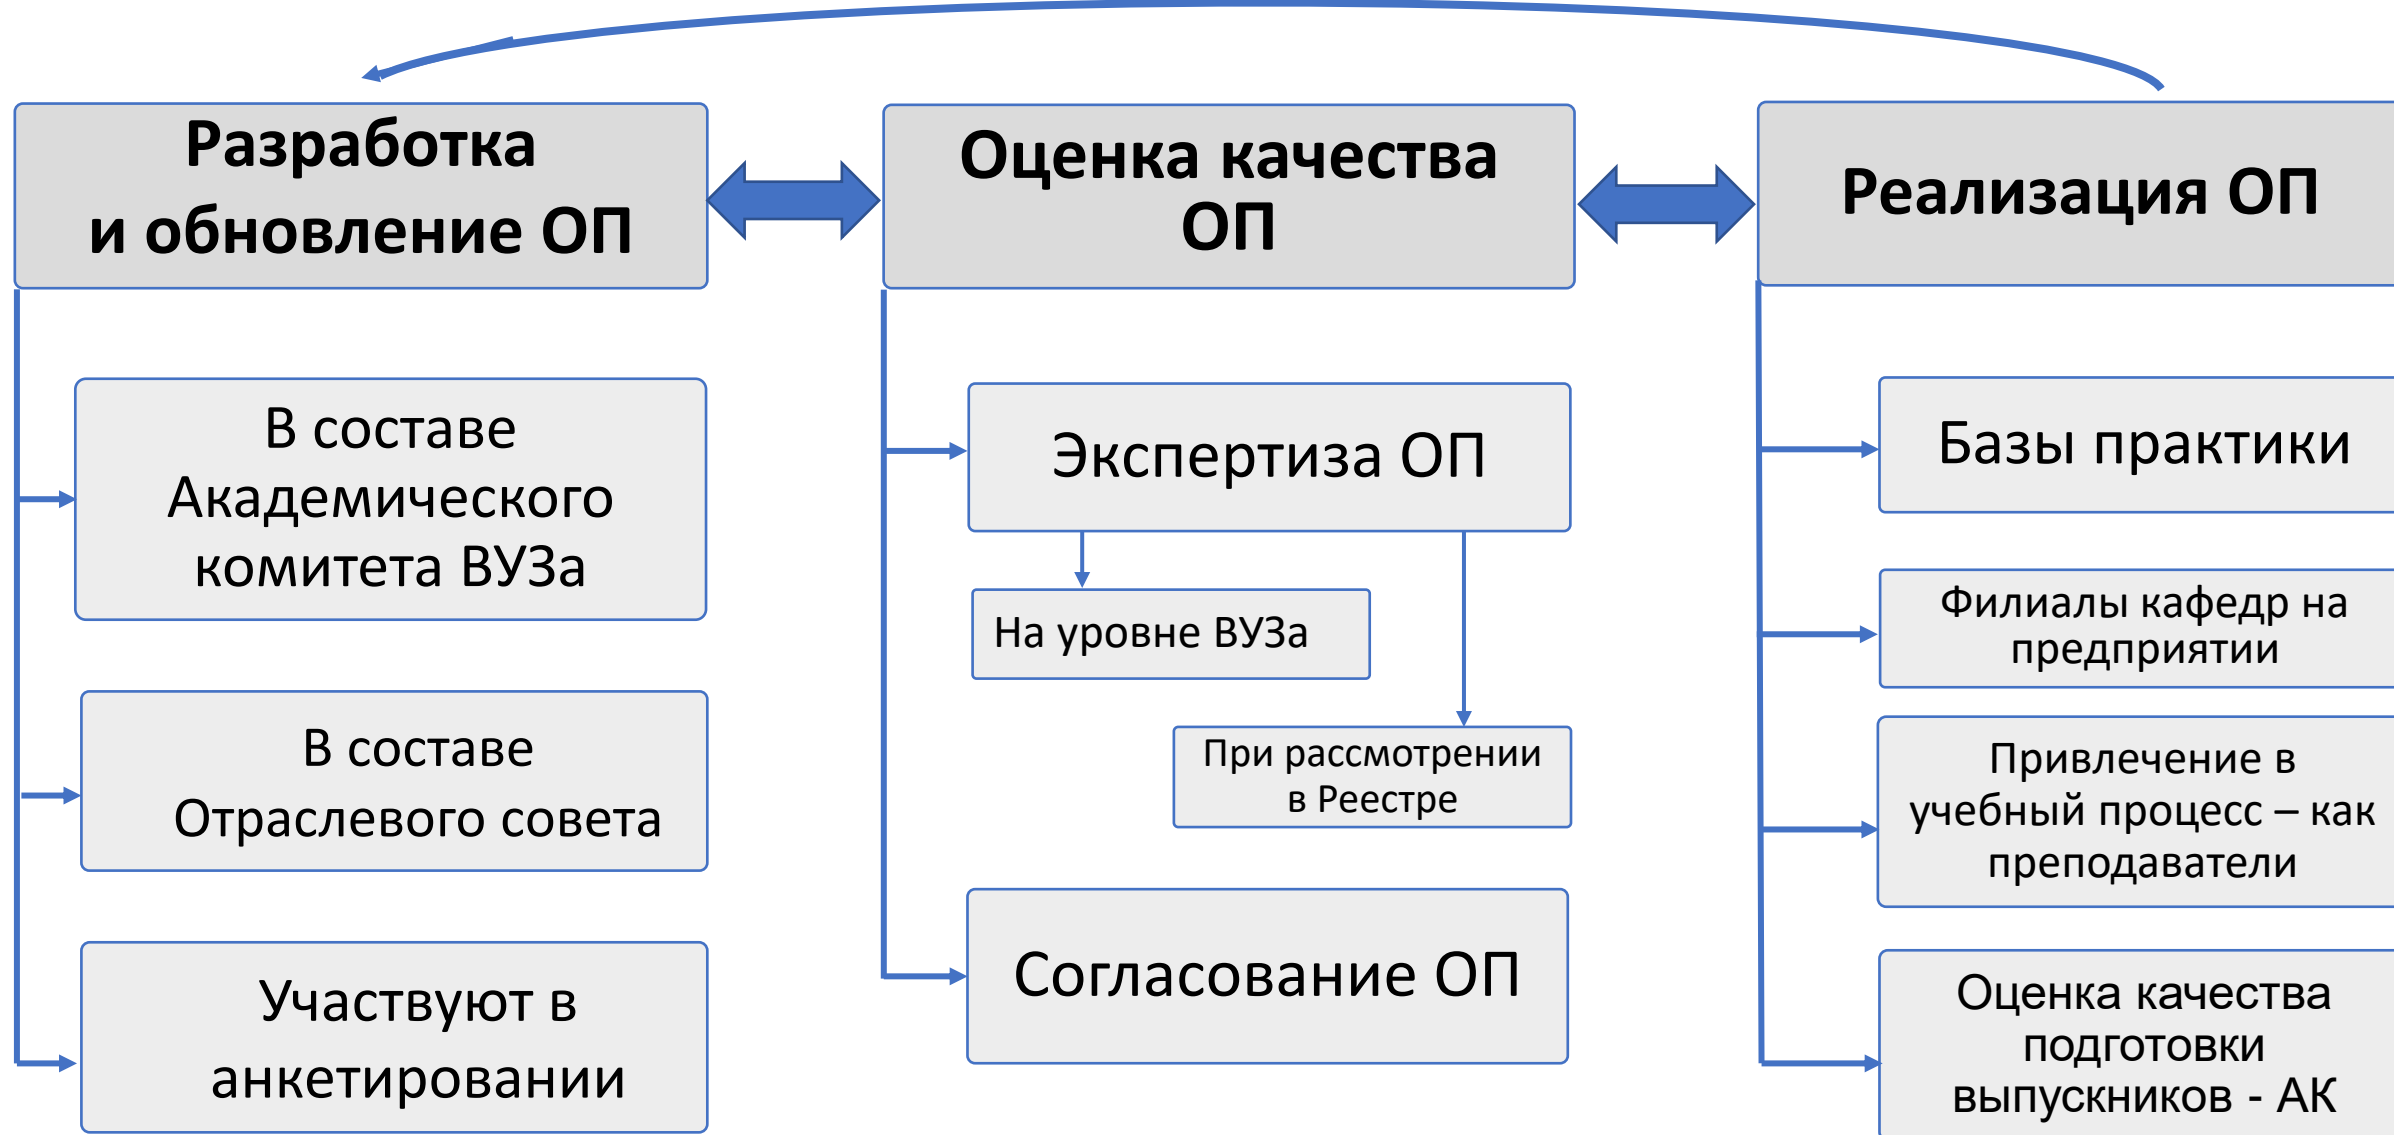 Разработка
и обновление ОП
В составе
Академического
комитета ВУЗа
В составе
Отраслевого совета
Участвуют в
анкетировании
Оценка качества
ОП
Экспертиза ОП
На уровне ВУЗа
При рассмотрении
в Реестре
Согласование ОП
Реализация ОП
Базы практики
Филиалы кафедр на
предприятии
Привлечение в
учебный процесс – как
преподаватели
Оценка качества
подготовки
выпускников - АК